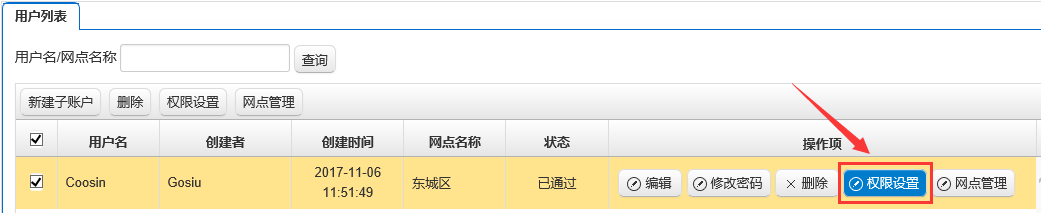 用户列表
用户名/网点名称 查询
新建子账户 删除 权限设置 网点管理
用户名 创建者 创建时间 网点名称 状态 操作项
Coosin Gosiu 2017-11-06 11:51:49 东城区 已通过 编辑 修改密码 删除 权限设置 网点管理